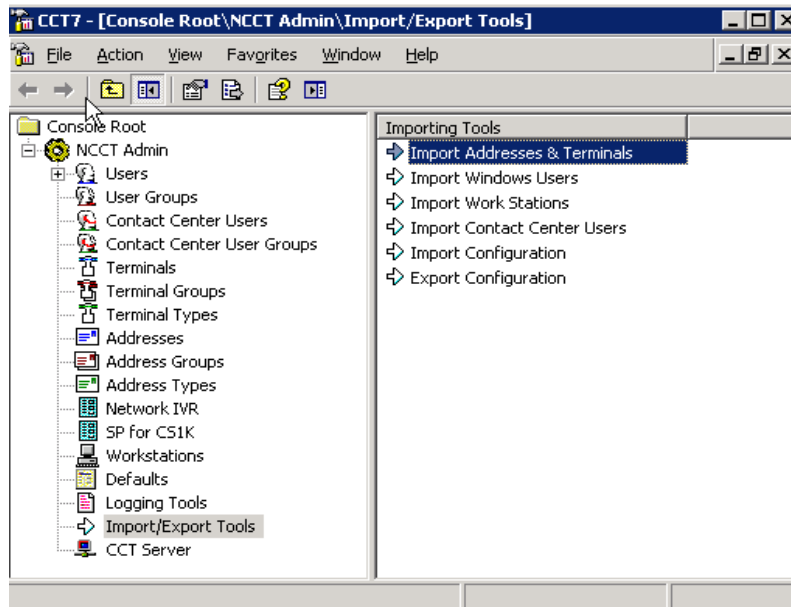 CCT7 - [Console Root\NCCT Admin\Import/Export Tools]
File Action View Favorites Window Help
Console Root
NCCT Admin
Users
User Groups
Contact Center Users
Contact Center User Groups
Terminals
Terminal Groups
Terminal Types
Addresses
Address Groups
Address Types
Network IVR
SP for CS1K
Workstations
Defaults
Logging Tools
Import/Export Tools
CCT Server
Importing Tools
Import Addresses & Terminals
Import Windows Users
Import Work Stations
Import Contact Center Users
Import Configuration
Export Configuration